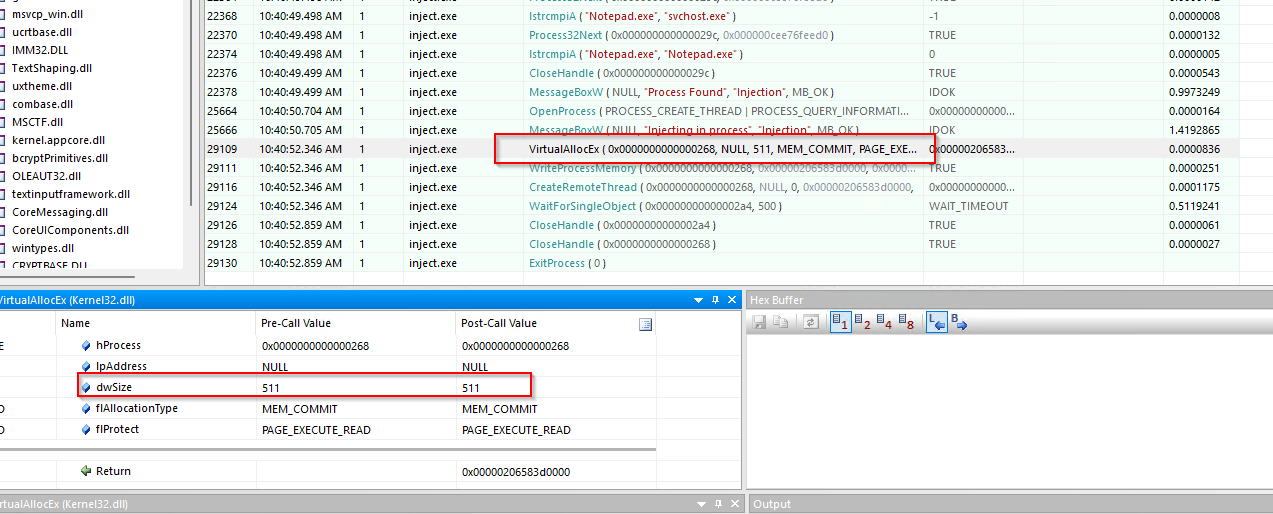 msvcp_win.dll
ucrtbase.dll
IMM32.DLL
TextShaping.dll
uxtheme.dll
combase.dll
MSCTF.dll
kernel.appcore.dll
bcryptPrimitives.dll
OLEAUT32.dll
textinputframework.dll
CoreMessaging.dll
CoreUIComponents.dll
wintypes.dll
CRYPTBASE.DLL
22368 10:40:49.498 AM 1 inject.exe lstrcmpiA ( "Notepad.exe", "svchost.exe" ) -1 0.0000008
22370 10:40:49.498 AM 1 inject.exe Process32Next ( 0x000000000000029c, 0x000000cee76feed0 ) TRUE 0.0000132
22374 10:40:49.498 AM 1 inject.exe lstrcmpiA ( "Notepad.exe", "Notepad.exe" ) 0 0.0000005
22376 10:40:49.499 AM 1 inject.exe CloseHandle ( 0x000000000000029c ) TRUE 0.0000543
22378 10:40:49.499 AM 1 inject.exe MessageBoxW ( NULL, "Process Found", "Injection", MB_OK ) IDOK 0.9973249
25664 10:40:50.704 AM 1 inject.exe OpenProcess ( PROCESS_CREATE_THREAD | PROCESS_QUERY_INFORMATI... 0x00000000000... 0.0000164
25666 10:40:50.705 AM 1 inject.exe MessageBoxW ( NULL, "Injecting in process", "Injection", MB_OK ) IDOK 1.4192865
29109 10:40:52.346 AM 1 inject.exe VirtualAllocEx ( 0x0000000000000268, NULL, 511, MEM_COMMIT, PAGE_EXE... 0x00000206583... 0.0000836
29111 10:40:52.346 AM 1 inject.exe WriteProcessMemory ( 0x0000000000000268, 0x00000206583d0000, 0x00000... TRUE 0.0000251
29116 10:40:52.346 AM 1 inject.exe CreateRemoteThread ( 0x0000000000000268, NULL, 0, 0x00000206583d0000, 0x00000000000... 0.0001175
29124 10:40:52.346 AM 1 inject.exe WaitForSingleObject ( 0x00000000000002a4, 500 ) WAIT_TIMEOUT 0.5119241
29126 10:40:52.859 AM 1 inject.exe CloseHandle ( 0x00000000000002a4 ) TRUE 0.0000061
29128 10:40:52.859 AM 1 inject.exe CloseHandle ( 0x0000000000000268 ) TRUE 0.0000027
29130 10:40:52.859 AM 1 inject.exe ExitProcess ( 0 )
VirtualAllocEx (Kernel32.dll)
Name Pre-Call Value Post-Call Value
hProcess 0x0000000000000268 0x0000000000000268
lpAddress NULL NULL
dwSize 511 511
flAllocationType MEM_COMMIT MEM_COMMIT
flProtect PAGE_EXECUTE_READ PAGE_EXECUTE_READ
Return 0x00000206583d0000
Hex Buffer
1 2 4 8 L B
rtualAllocEx (Kernel32.dll)
Output